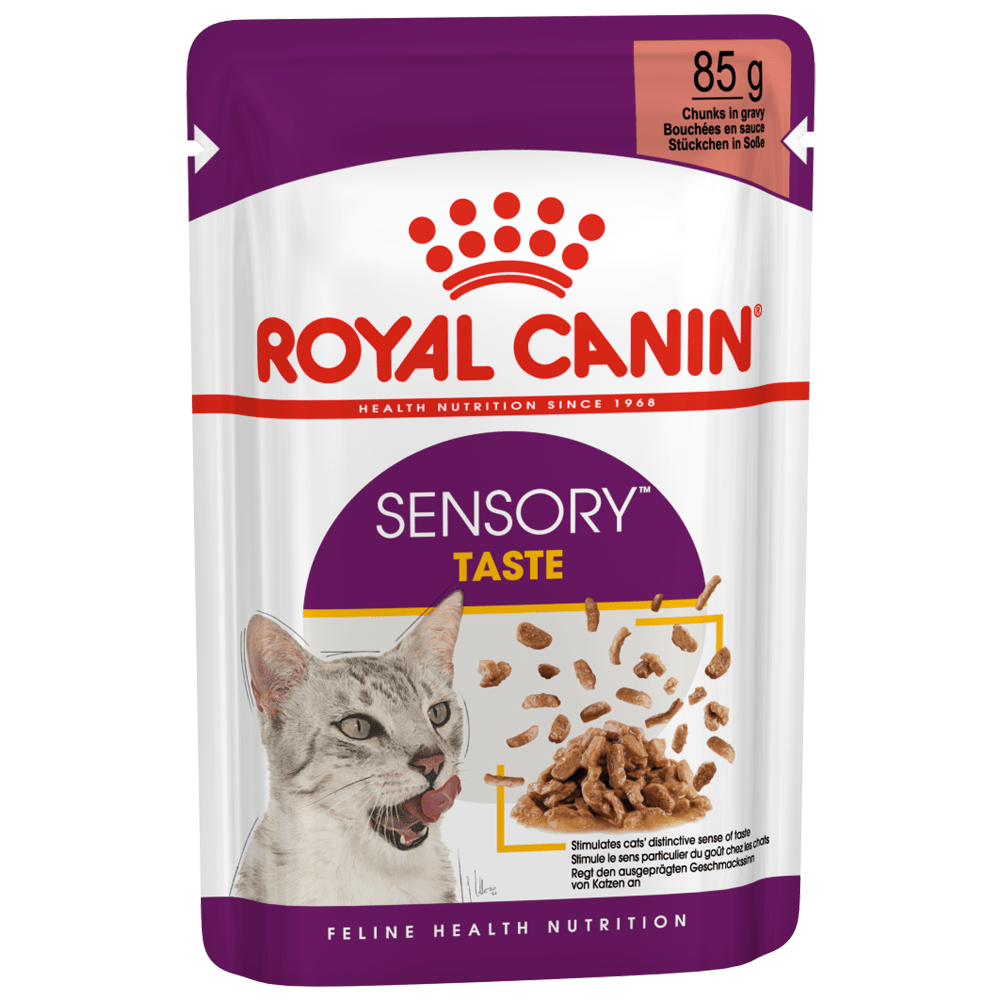 85 g
Chunks in gravy
Bouchées en sauce
Stückchen in Soße
ROYAL CANIN®
HEALTH NUTRITION SINCE 1968
SENSORY™
TASTE
Stimulates cats' distinctive sense of taste
Stimule le sens particulier du goût chez les chats
Regt den ausgeprägten Geschmackssinn
von Katzen an
FELINE HEALTH NUTRITION